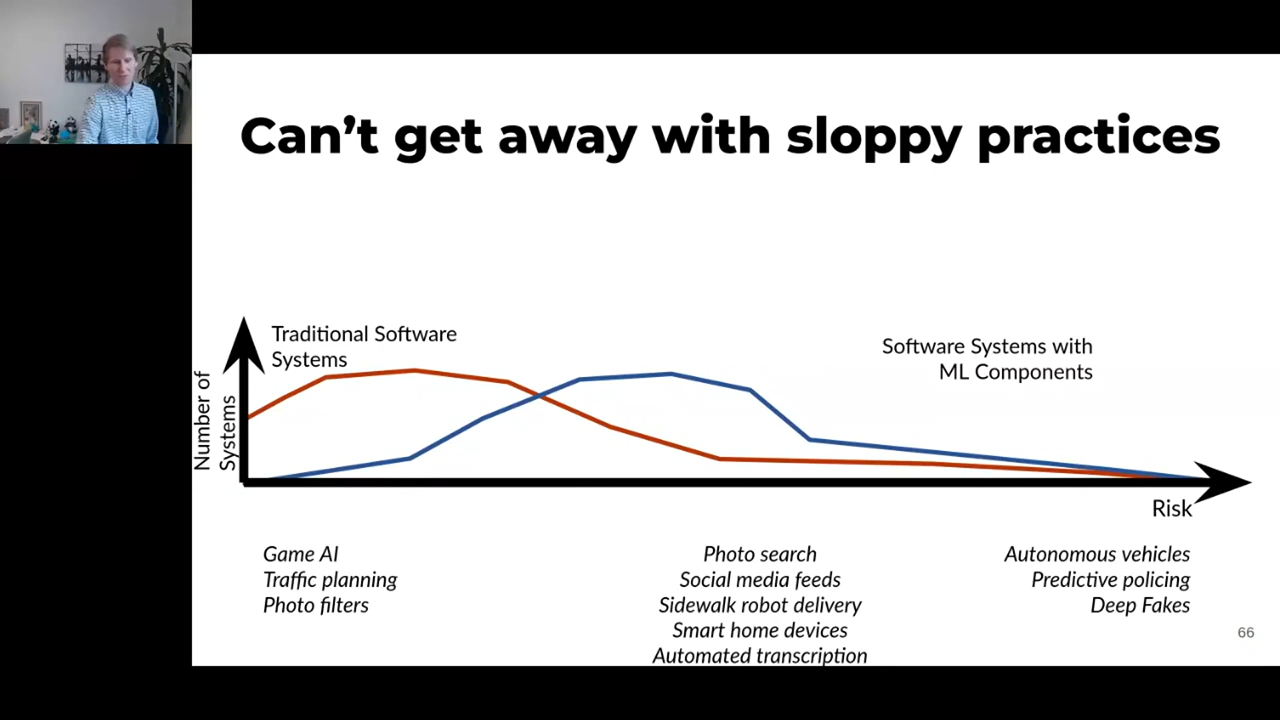 Can't get away with sloppy practices
Traditional Software
Systems
Software Systems with
ML Components
Number of
Systems
Risk
Game AI
Traffic planning
Photo filters
Photo search
Social media feeds
Sidewalk robot delivery
Smart home devices
Automated transcription
Autonomous vehicles
Predictive policing
Deep Fakes
66